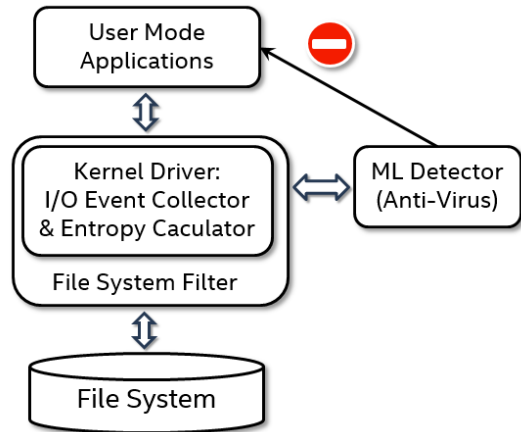 User Mode
Applications
Kernel Driver:
I/O Event Collector
& Entropy Caculator
ML Detector
(Anti-Virus)
File System Filter
File System